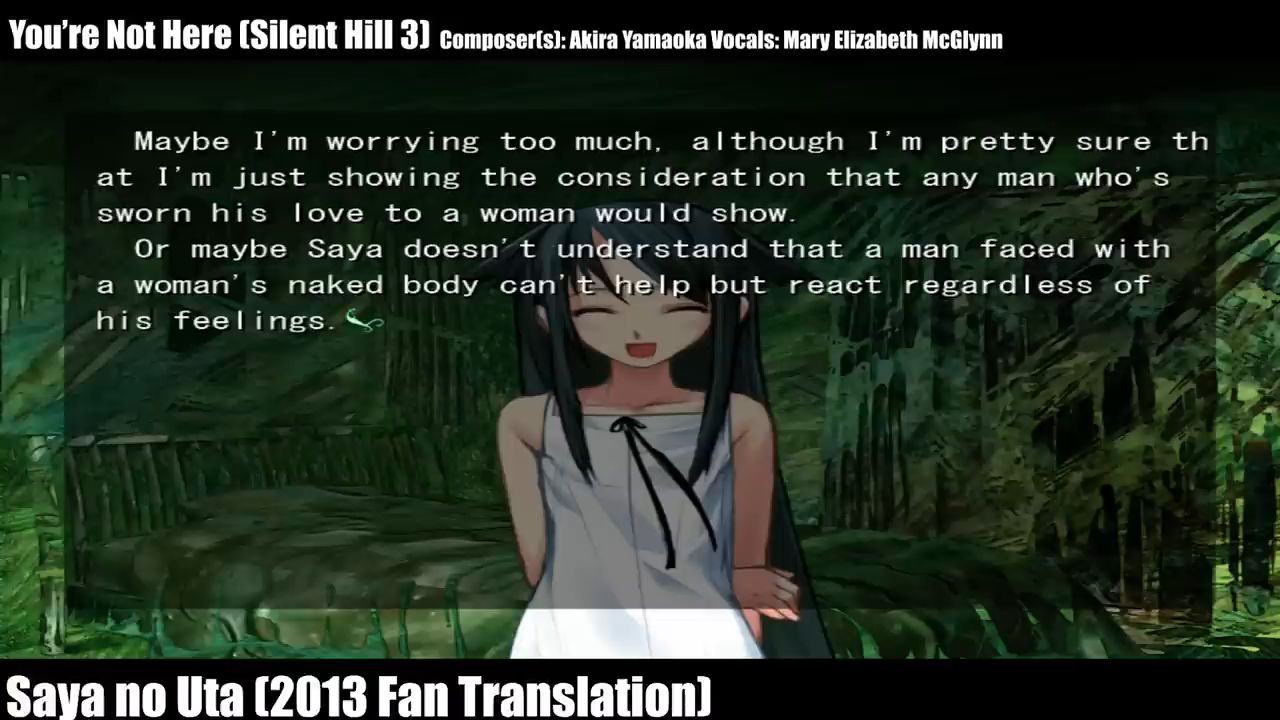 You're Not Here (Silent Hill 3) Composer(s): Akira Yamaoka Vocals: Mary Elizabeth McGlynn
Maybe I'm worrying too much, although I'm pretty sure th
at I'm just showing the consideration that any man who's
sworn his love to a woman would show.
Or maybe Saya doesn't understand that a man faced with
a woman's naked body can't help but react regardless of
his feelings.
Saya no Uta (2013 Fan Translation)